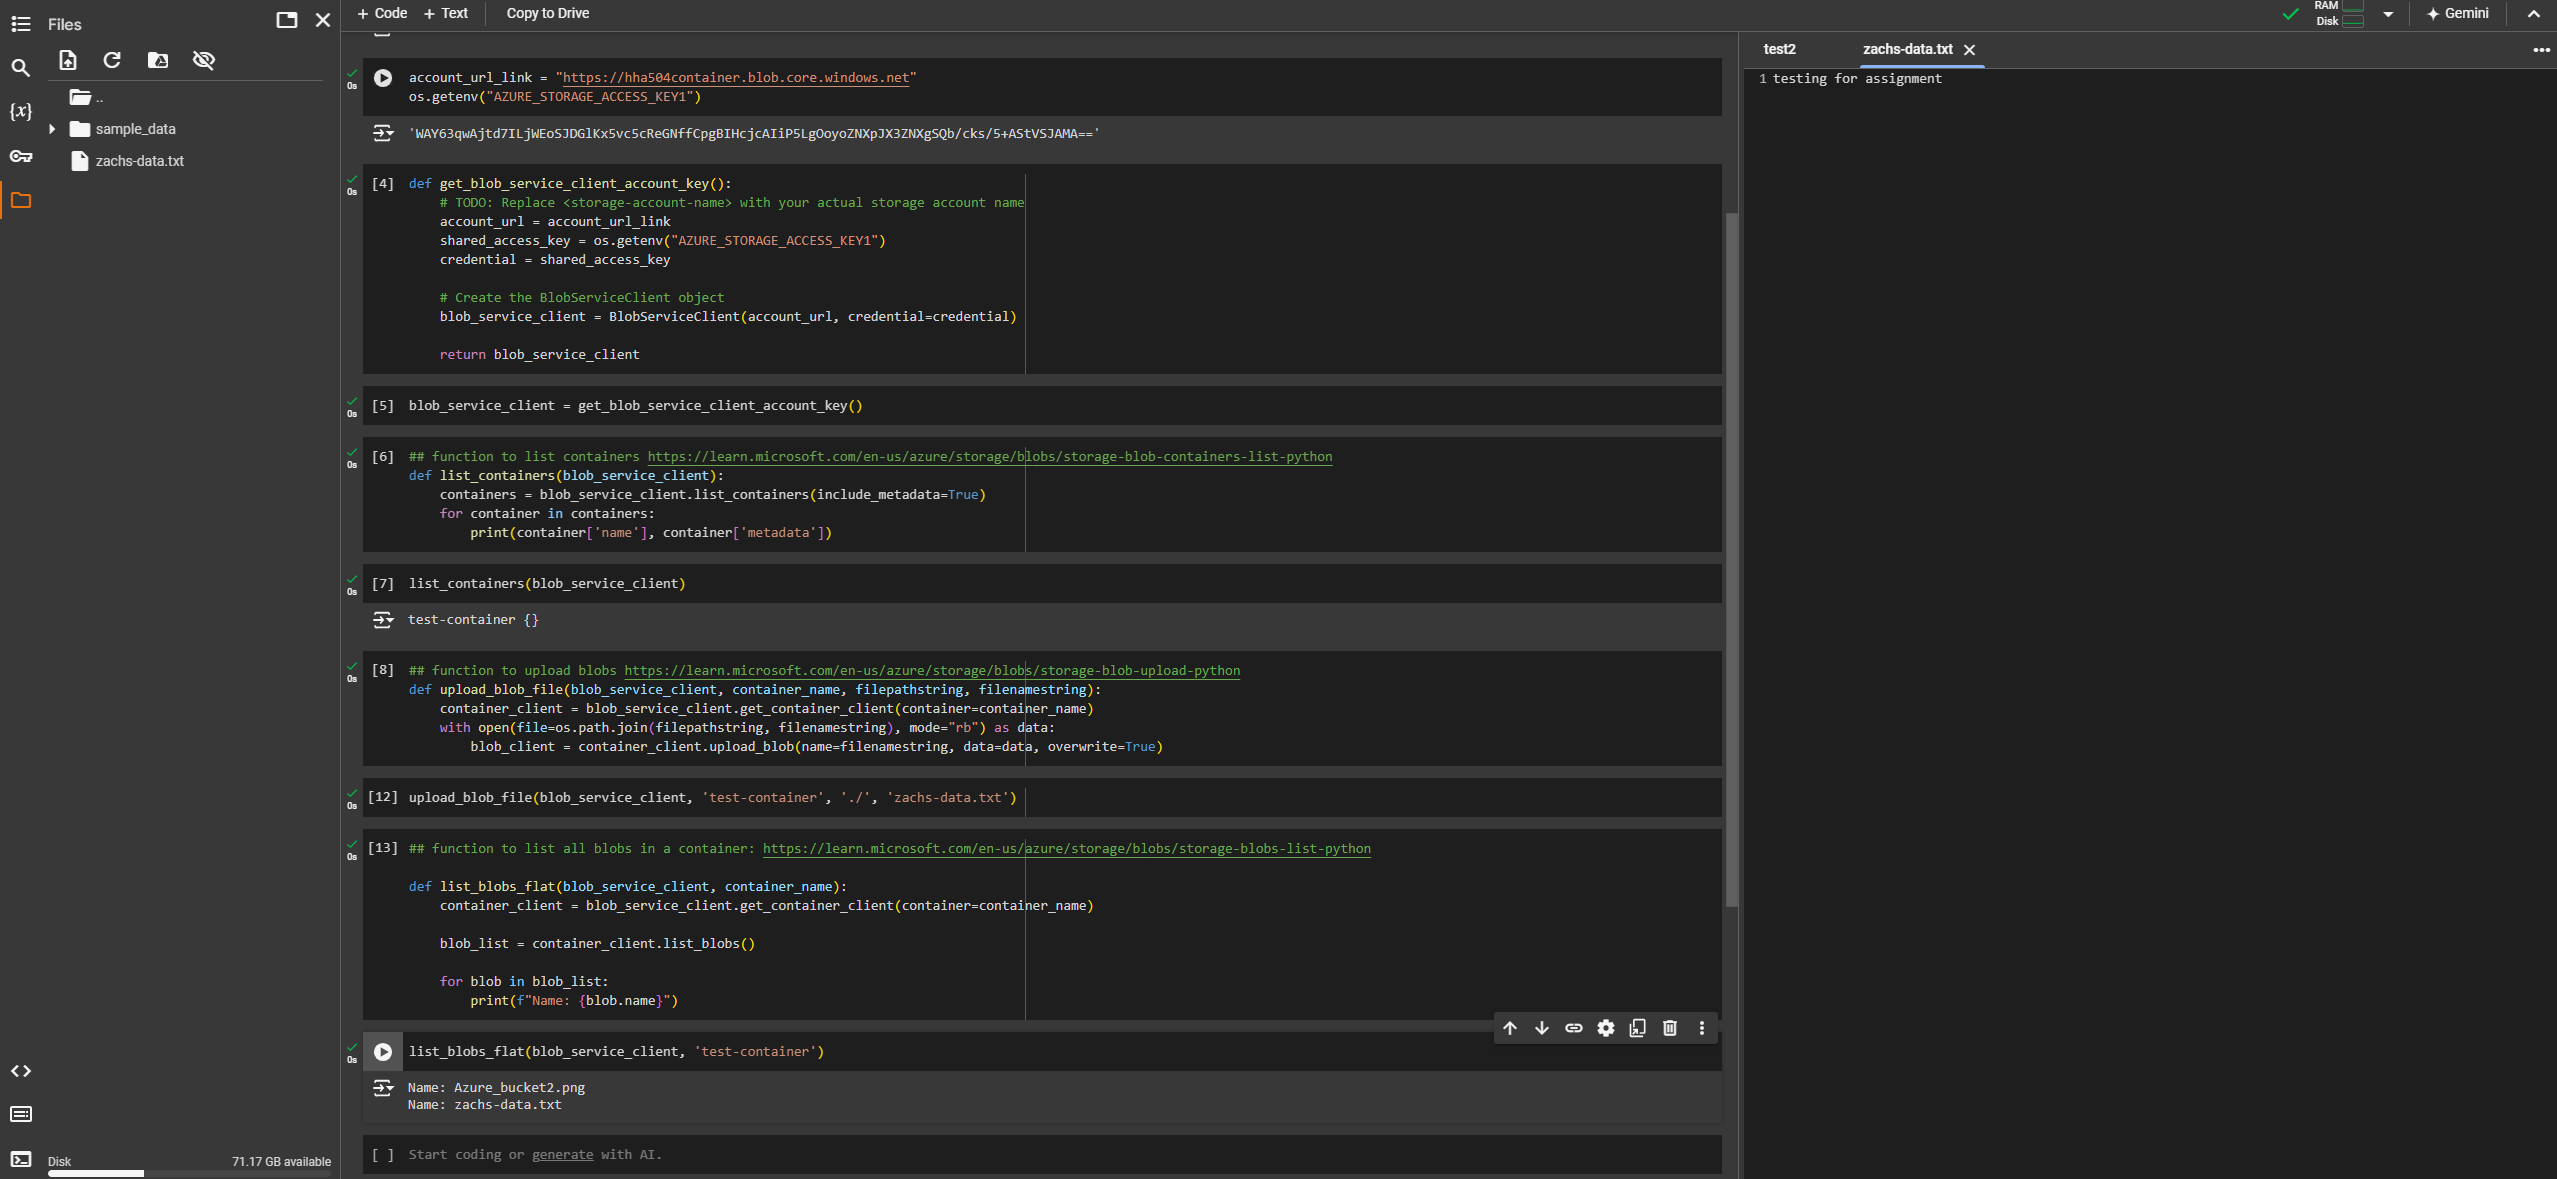 Files
+ Code + Text Copy to Drive
RAM
Disk
Gemini
..
sample_data
zachs-data.txt
0s
account_url_link = "https://hha504container.blob.core.windows.net"
os.getenv("AZURE_STORAGE_ACCESS_KEY1")
'WAY63qwAjtd7ILjWEoSJDGlKx5vc5cReGNffCpgBIHcjcAIiP5LgOoyoZNXpJX3ZNXgSQb/cks/5+AStVSJAMA=='
0s
[4] def get_blob_service_client_account_key():
# TODO: Replace <storage-account-name> with your actual storage account name
account_url = account_url_link
shared_access_key = os.getenv("AZURE_STORAGE_ACCESS_KEY1")
credential = shared_access_key
# Create the BlobServiceClient object
blob_service_client = BlobServiceClient(account_url, credential=credential)
return blob_service_client
0s
[5] blob_service_client = get_blob_service_client_account_key()
0s
[6] ## function to list containers https://learn.microsoft.com/en-us/azure/storage/blobs/storage-blob-containers-list-python
def list_containers(blob_service_client):
containers = blob_service_client.list_containers(include_metadata=True)
for container in containers:
print(container['name'], container['metadata'])
0s
[7] list_containers(blob_service_client)
test-container {}
0s
[8] ## function to upload blobs https://learn.microsoft.com/en-us/azure/storage/blobs/storage-blob-upload-python
def upload_blob_file(blob_service_client, container_name, filepathstring, filenamestring):
container_client = blob_service_client.get_container_client(container=container_name)
with open(file=os.path.join(filepathstring, filenamestring), mode="rb") as data:
blob_client = container_client.upload_blob(name=filenamestring, data=data, overwrite=True)
0s
[12] upload_blob_file(blob_service_client, 'test-container', './', 'zachs-data.txt')
0s
[13] ## function to list all blobs in a container: https://learn.microsoft.com/en-us/azure/storage/blobs/storage-blobs-list-python
def list_blobs_flat(blob_service_client, container_name):
container_client = blob_service_client.get_container_client(container=container_name)
blob_list = container_client.list_blobs()
for blob in blob_list:
print(f"Name: {blob.name}")
0s
list_blobs_flat(blob_service_client, 'test-container')
Name: Azure_bucket2.png
Name: zachs-data.txt
[ ] Start coding or generate with AI.
Disk 71.17 GB available
test2 zachs-data.txt
1 testing for assignment